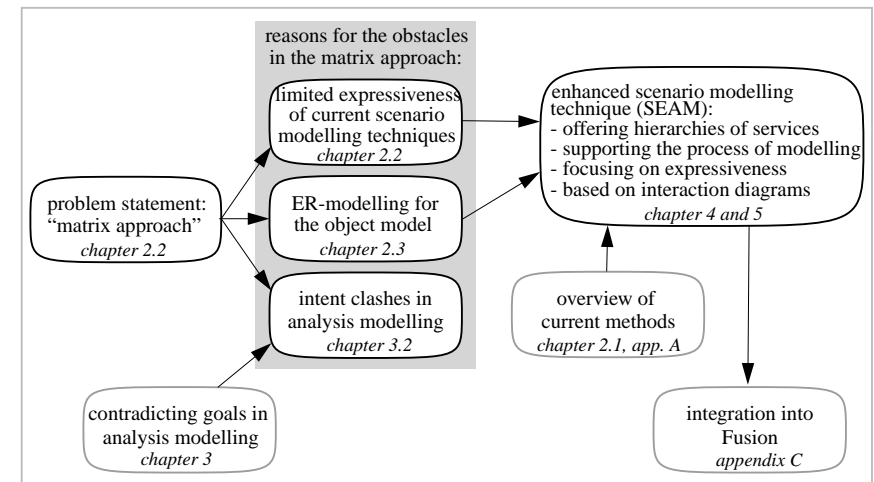 reasons for the obstacles
in the matrix approach:
limited expressiveness
of current scenario
modelling techniques
chapter 2.2
enhanced scenario modelling
technique (SEAM):
- offering hierarchies of services
- supporting the process of modelling
- focusing on expressiveness
- based on interaction diagrams
chapter 4 and 5
problem statement:
“matrix approach”
chapter 2.2
ER-modelling for
the object model
chapter 2.3
intent clashes in
analysis modelling
chapter 3.2
overview of
current methods
chapter 2.1, app. A
contradicting goals in
analysis modelling
chapter 3
integration into
Fusion
appendix C